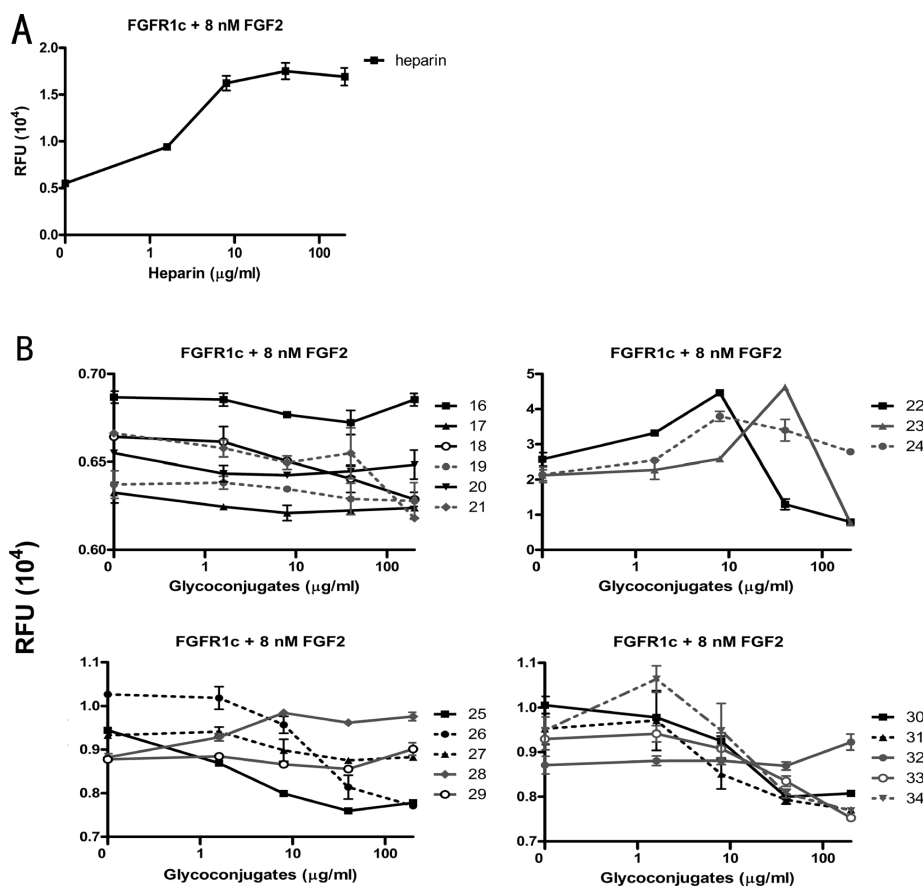 A
FGFR1c + 8 nM FGF2
2.0
1.5
1.0
0.5
0.0
RFU (10⁴)
0 1 10 100
Heparin (μg/ml)
heparin
B
RFU (10⁴)
FGFR1c + 8 nM FGF2
0.70
0.65
0.60
0 1 10 100
Glycoconjugates (μg/ml)
16
17
18
19
20
21
FGFR1c + 8 nM FGF2
5
4
3
2
1
0
0 1 10 100
Glycoconjugates (μg/ml)
22
23
24
FGFR1c + 8 nM FGF2
1.1
1.0
0.9
0.8
0.7
0 1 10 100
Glycoconjugates (μg/ml)
25
26
27
28
29
FGFR1c + 8 nM FGF2
1.1
1.0
0.9
0.8
0.7
0 1 10 100
Glycoconjugates (μg/ml)
30
31
32
33
34